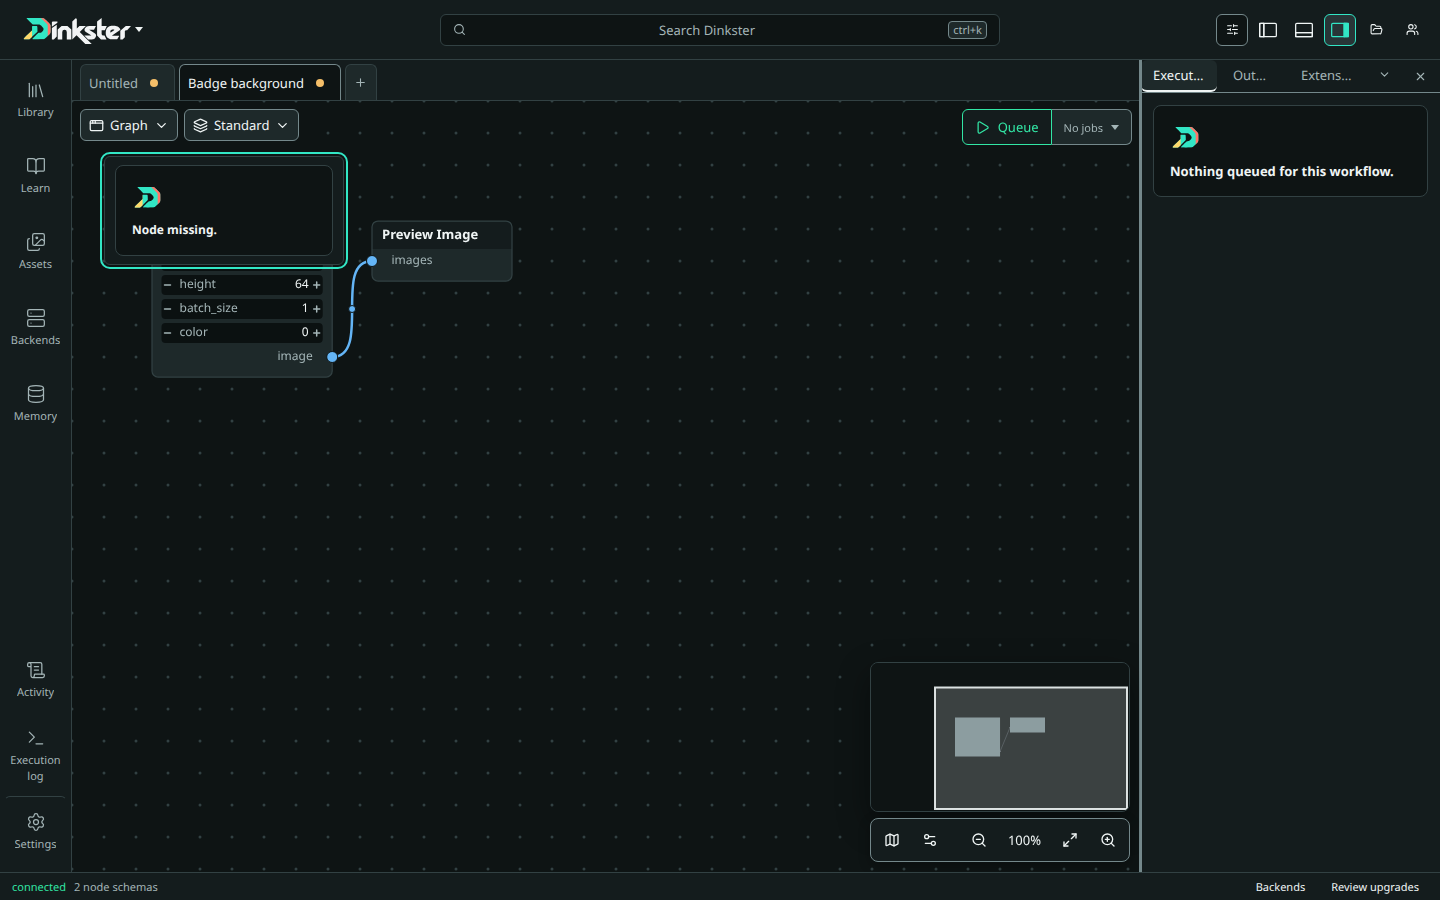 Dinkster
Search Dinkster
ctrl+k
Library
Learn
Assets
Backends
Memory
Activity
Execution
log
Settings
Untitled
Badge background
Graph
Standard
Queue
No jobs
Node missing.
height
64
batch_size
1
color
0
image
Preview Image
images
100%
Execut...
Out...
Extens...
Nothing queued for this workflow.
connected
2 node schemas
Backends
Review upgrades